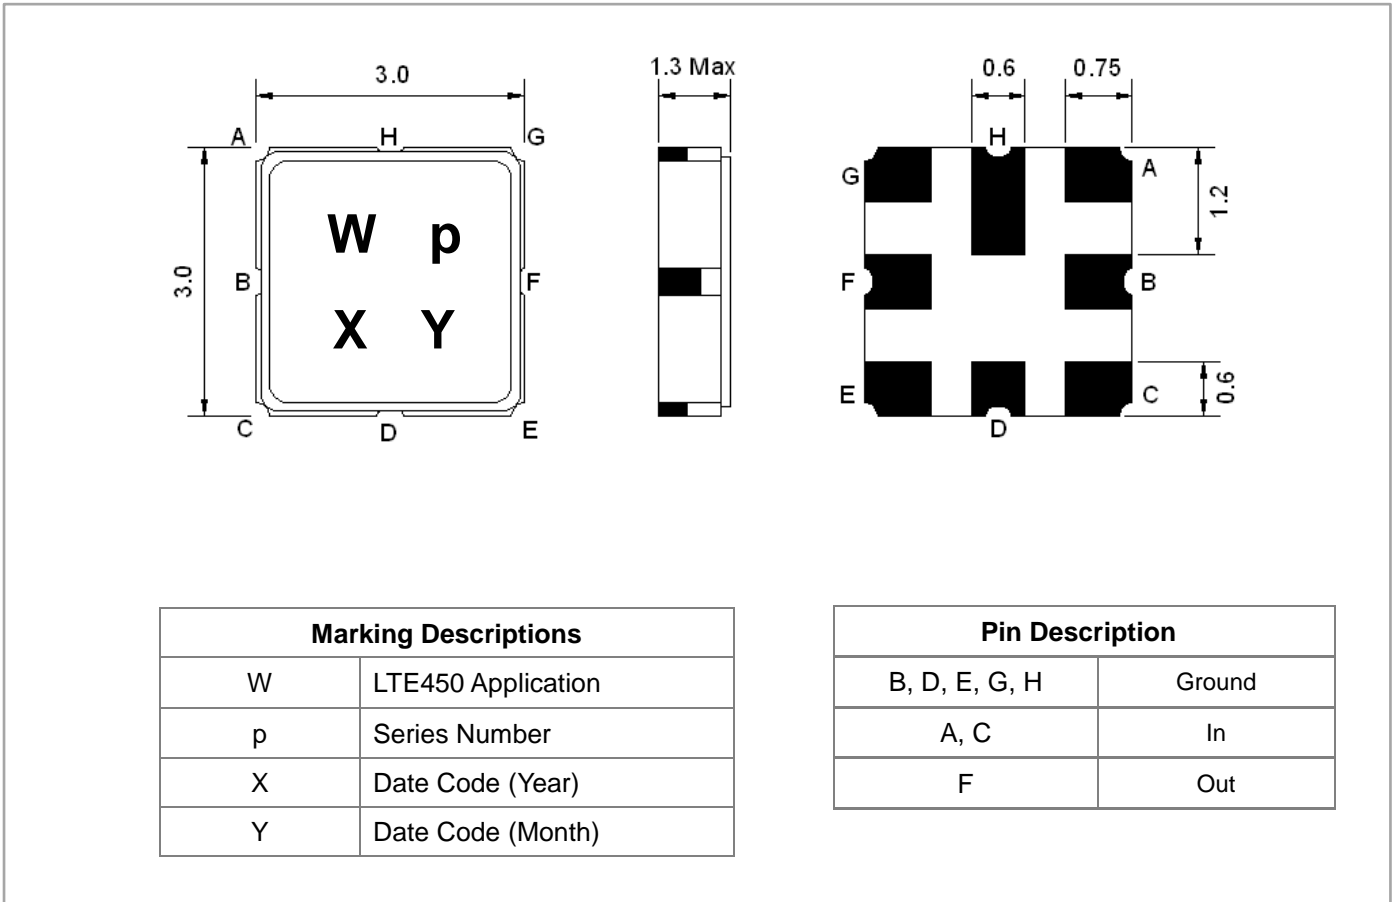 3.0
1.3 Max
0.6 0.75
A H G
H
G A
W p
1.2
3.0
B F
F B
X Y
E C
0.6
C D E
D
Marking Descriptions
W LTE450 Application
p Series Number
X Date Code (Year)
Y Date Code (Month)
Pin Description
B, D, E, G, H Ground
A, C In
F Out